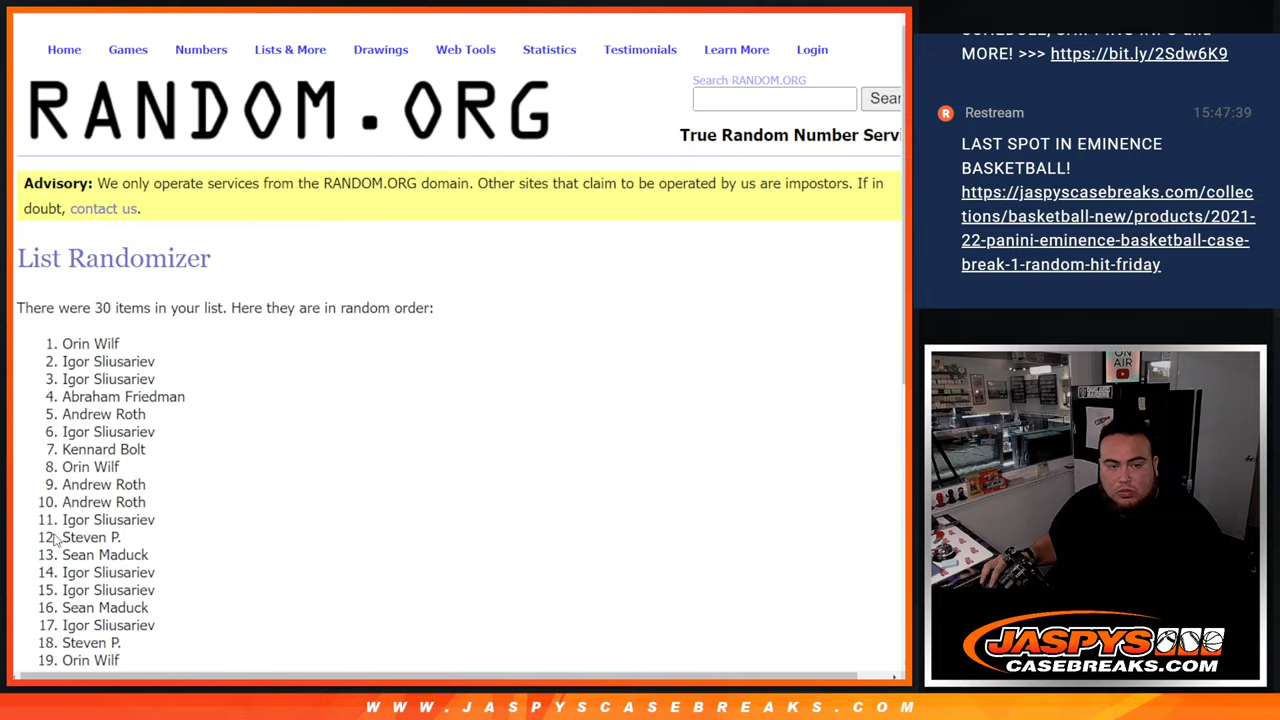 Home Games Numbers Lists & More Drawings Web Tools Statistics Testimonials Learn More Login
RANDOM.ORG
Search RANDOM.ORG
Sear
True Random Number Servi
Advisory: We only operate services from the RANDOM.ORG domain. Other sites that claim to be operated by us are impostors. If in
doubt, contact us.
List Randomizer
There were 30 items in your list. Here they are in random order:
1. Orin Wilf
2. Igor Sliusariev
3. Igor Sliusariev
4. Abraham Friedman
5. Andrew Roth
6. Igor Sliusariev
7. Kennard Bolt
8. Orin Wilf
9. Andrew Roth
10. Andrew Roth
11. Igor Sliusariev
12. Steven P.
13. Sean Maduck
14. Igor Sliusariev
15. Igor Sliusariev
16. Sean Maduck
17. Igor Sliusariev
18. Steven P.
19. Orin Wilf
MORE! >>> https://bit.ly/2Sdw6K9
Restream 15:47:39
LAST SPOT IN EMINENCE
BASKETBALL!
https://jaspyscasebreaks.com/collec
tions/basketball-new/products/2021-
22-panini-eminence-basketball-case-
break-1-random-hit-friday
ON
AIR
JASPYS
CASEBREAKS.COM
WWW.JASPYSCASEBREAKS.COM